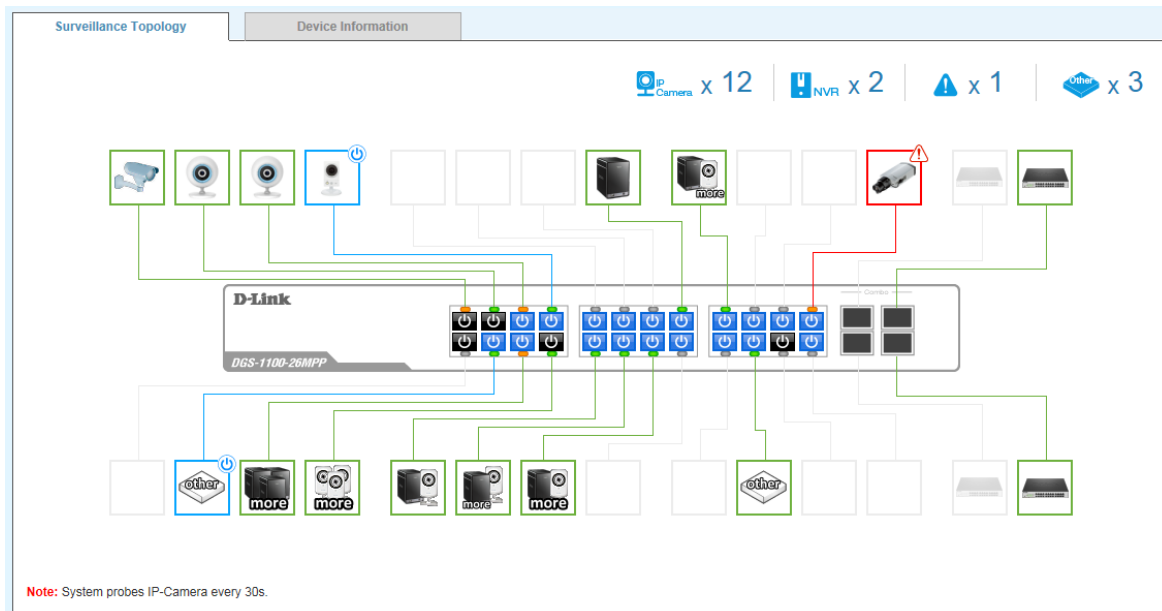 Surveillance Topology
Device Information
IP Camera x 12
NVR x 2
x 1
Other x 3
more
Combo
D-Link
DGS-1100-26MPP
other
more
more
more
more
other
Note: System probes IP-Camera every 30s.